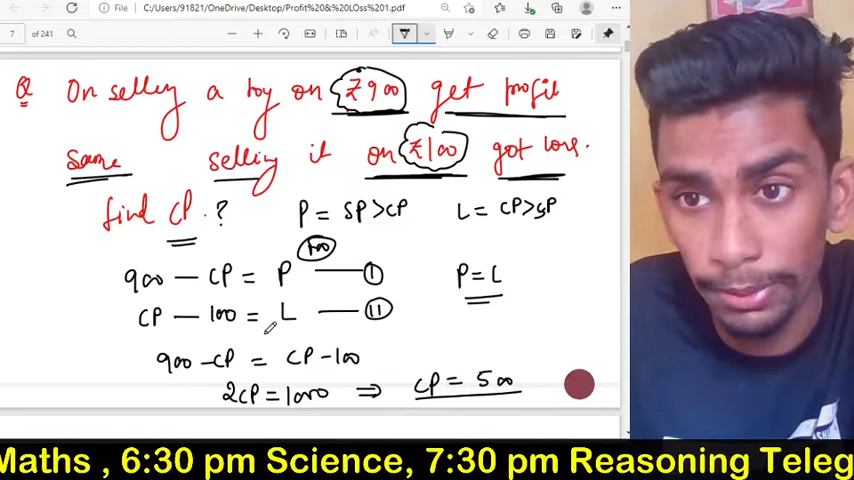 C:/Users/91821/OneDrive/Desktop/Profit%20&%20LOss%201.pdf
7 of 241
Q On selling a toy on ₹900 get profit
same selling it on ₹100 got loss.
find CP. ?
P = SP>CP L = CP>SP
900 — CP = P — I
P = L
CP — 100 = L — II
900 - CP = CP - 100
2CP = 1000 ⇒ CP = 500
Maths , 6:30 pm Science, 7:30 pm Reasoning Teleg